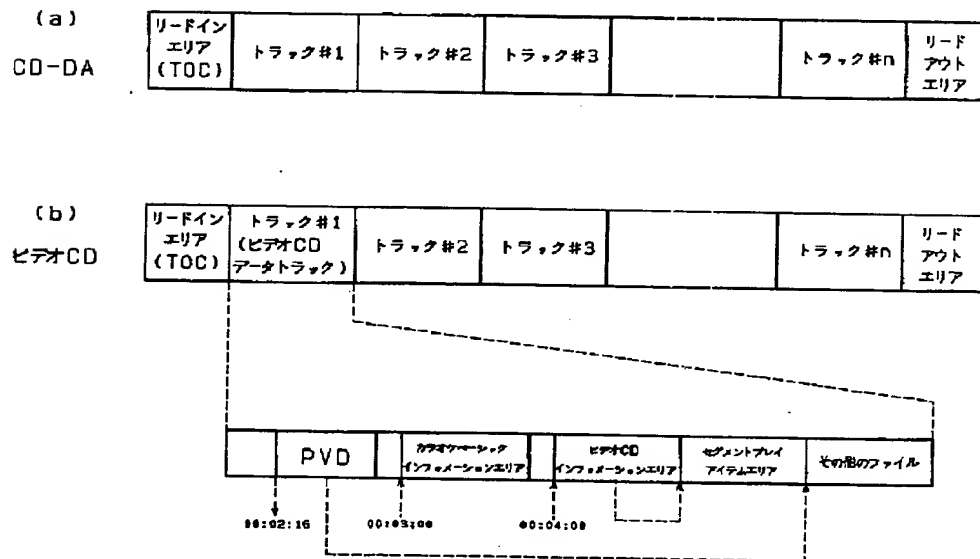 (a)
CD-DA
リードイン
エリア
(TOC)
トラック#1
トラック#2
トラック#3
トラック#n
リード
アウト
エリア
(b)
ビデオCD
リードイン
エリア
(TOC)
トラック#1
(ビデオCD
データトラック)
トラック#2
トラック#3
トラック#n
リード
アウト
エリア
PVD
カラオケベーシック
インフォメーションエリア
ビデオCD
インフォメーションエリア
セグメントプレイ
アイテムエリア
その他のファイル
00:02:16
00:03:00
00:04:00